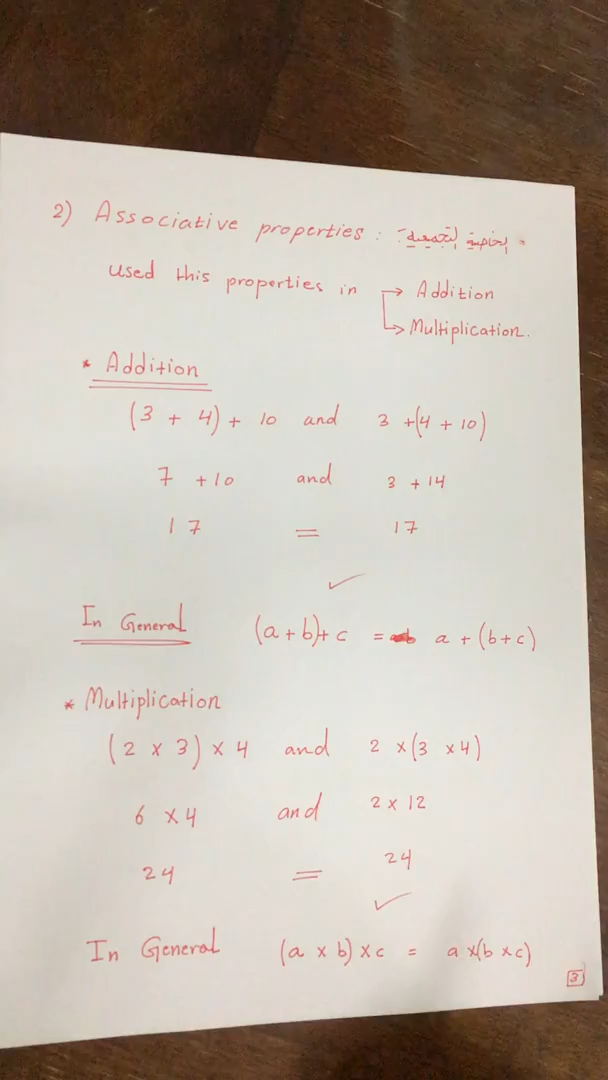 2) Associative properties : الخاصية التجميعية
used this properties in → Addition
→ Multiplication.
* Addition
(3 + 4) + 10 and 3 + (4 + 10)
7 + 10 and 3 + 14
17 = 17
✓
In General (a + b) + c = a + (b + c)
* Multiplication
(2 × 3) × 4 and 2 × (3 × 4)
6 × 4 and 2 × 12
24 = 24
✓
In General (a × b) × c = a × (b × c)
3